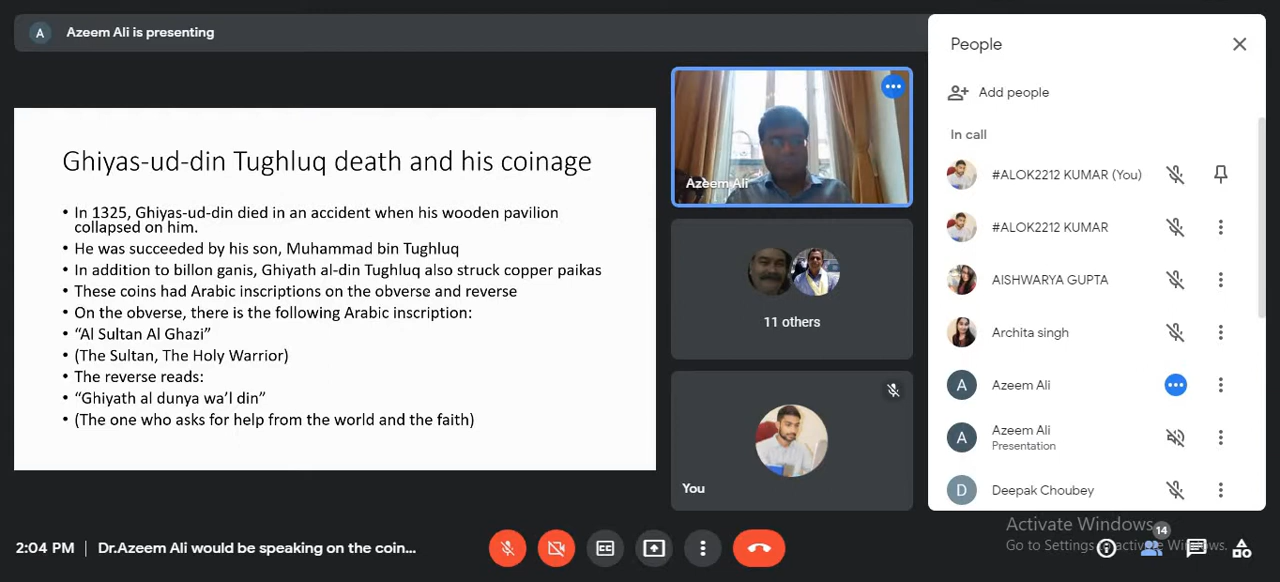 A
Azeem Ali is presenting
Ghiyas-ud-din Tughluq death and his coinage
• In 1325, Ghiyas-ud-din died in an accident when his wooden pavilion
collapsed on him.
• He was succeeded by his son, Muhammad bin Tughluq
• In addition to billon ganis, Ghiyath al-din Tughluq also struck copper paikas
• These coins had Arabic inscriptions on the obverse and reverse
• On the obverse, there is the following Arabic inscription:
• “Al Sultan Al Ghazi”
• (The Sultan, The Holy Warrior)
• The reverse reads:
• “Ghiyath al dunya wa’l din”
• (The one who asks for help from the world and the faith)
Azeem Ali
11 others
You
People
Add people
In call
#ALOK2212 KUMAR (You)
#ALOK2212 KUMAR
AISHWARYA GUPTA
Archita singh
A Azeem Ali
A Azeem Ali
Presentation
D Deepak Choubey
Activate Windows
Go to Settings to activate Windows.
2:04 PM | Dr.Azeem Ali would be speaking on the coin...
CC
14